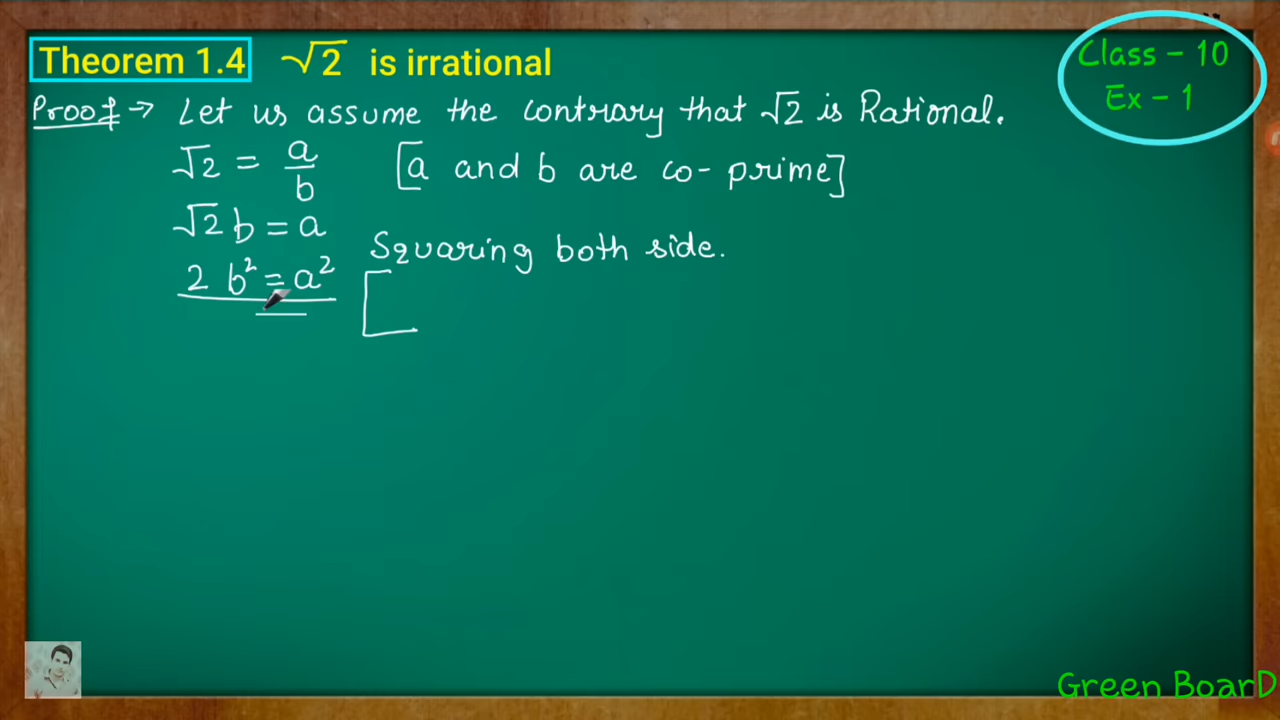 Theorem 1.4 √2 is irrational
Class - 10
Ex - 1
Proof → Let us assume the contrary that √2 is Rational.
√2 = a/b [a and b are co-prime]
√2 b = a
Squaring both side.
2 b² = a² [
Green BoarD